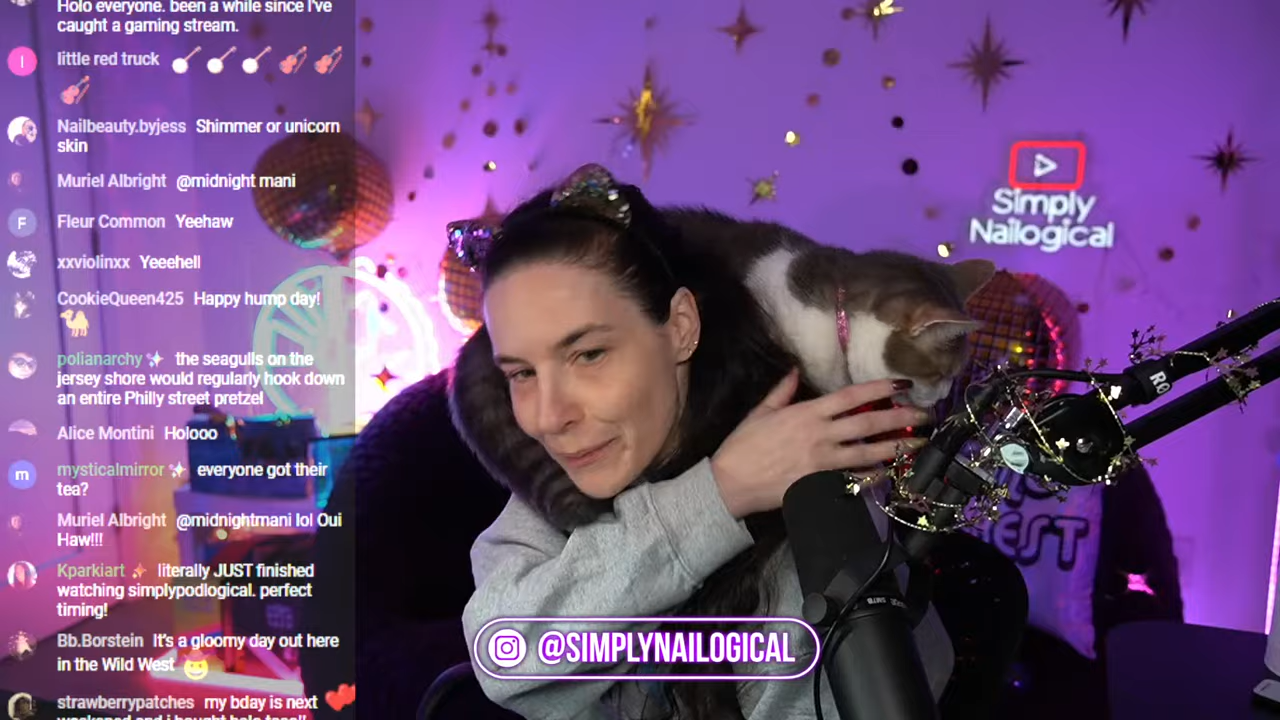 Holo everyone. been a while since I've
caught a gaming stream.
little red truck
Nailbeauty.byjess Shimmer or unicorn
skin
Muriel Albright @midnight mani
F
Fleur Common Yeehaw
xxviolinxx Yeeehell
CookieQueen425 Happy hump day!
polianarchy the seagulls on the
jersey shore would regularly hook down
an entire Philly street pretzel
Alice Montini Holooo
m
mysticalmirror everyone got their
tea?
Muriel Albright @midnightmani lol Oui
Haw!!!
Kparkiart literally JUST finished
watching simplypodlogical. perfect
timing!
Bb.Borstein It's a gloomy day out here
in the Wild West
strawberrypatches my bday is next
Simply
Nailogical
@SIMPLYNAILOGICAL